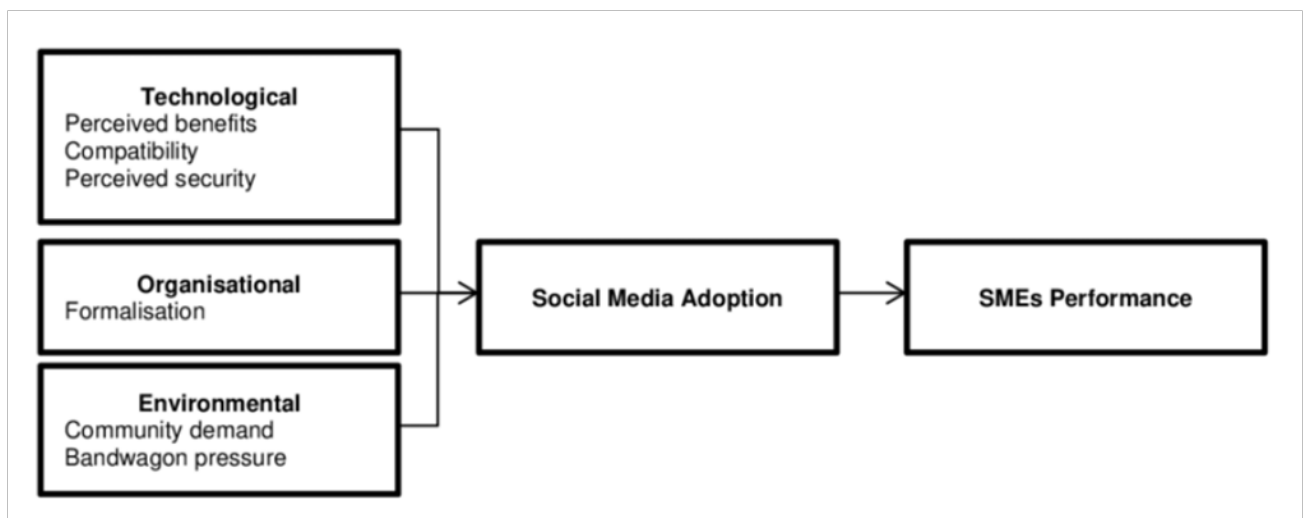 Technological
Perceived benefits
Compatibility
Perceived security
Organisational
Formalisation
Environmental
Community demand
Bandwagon pressure
Social Media Adoption
SMEs Performance